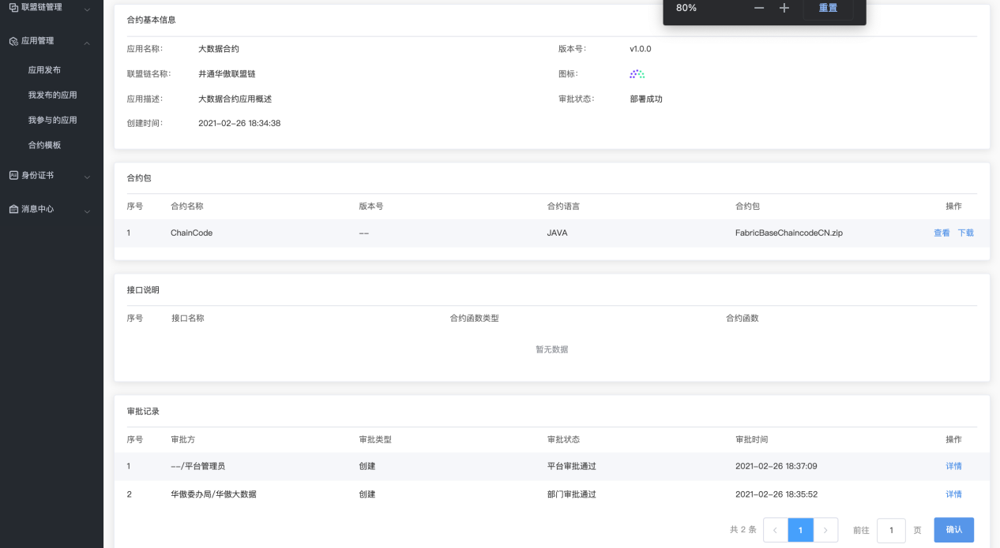 80%
重置
联盟链管理
应用管理
应用发布
我发布的应用
我参与的应用
合约模板
身份证书
消息中心
合约基本信息
应用名称: 大数据合约 版本号: v1.0.0
联盟链名称: 井通华傲联盟链 图标:
应用描述: 大数据合约应用概述 审批状态: 部署成功
创建时间: 2021-02-26 18:34:38
合约包
序号 合约名称 版本号 合约语言 合约包 操作
1 ChainCode -- JAVA FabricBaseChaincodeCN.zip 查看 下载
接口说明
序号 接口名称 合约函数类型 合约函数
暂无数据
审批记录
序号 审批方 审批类型 审批状态 审批时间 操作
1 --/平台管理员 创建 平台审批通过 2021-02-26 18:37:09 详情
2 华傲委办局/华傲大数据 创建 部门审批通过 2021-02-26 18:35:52 详情
共 2 条 1 前往 1 页 确认